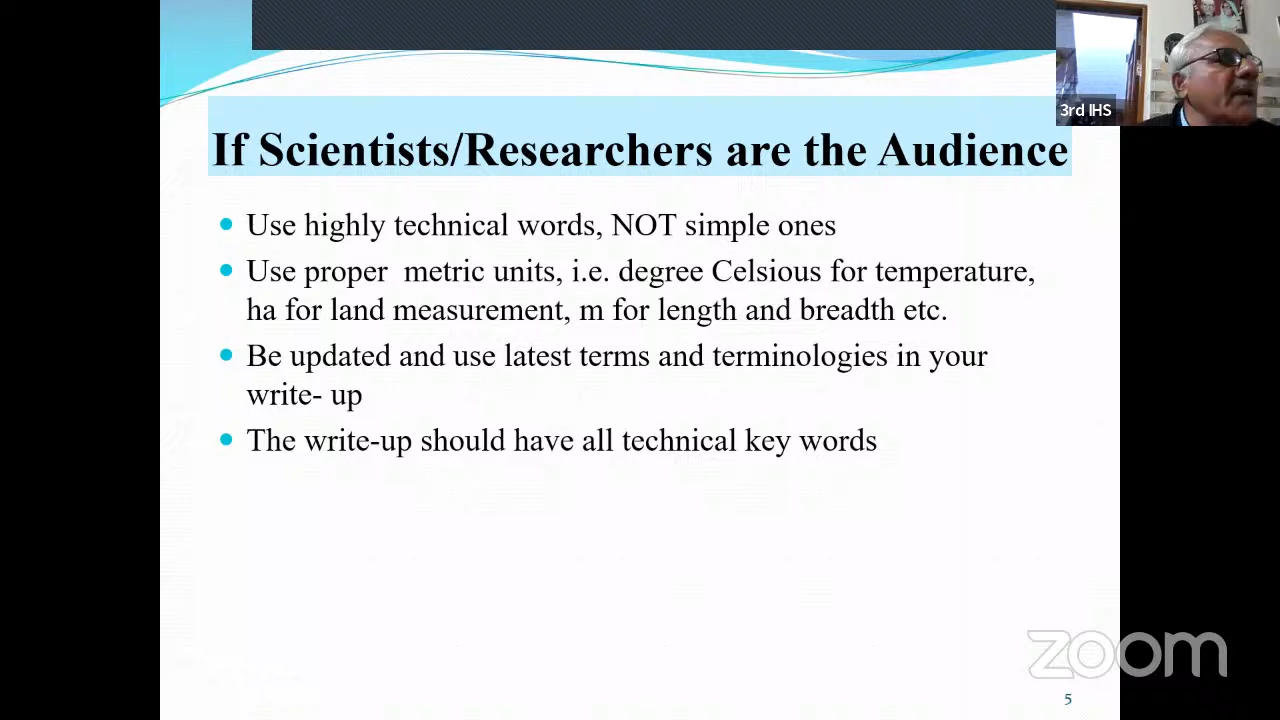 3rd IHS
If Scientists/Researchers are the Audience
Use highly technical words, NOT simple ones
Use proper metric units, i.e. degree Celsious for temperature,
ha for land measurement, m for length and breadth etc.
Be updated and use latest terms and terminologies in your
write- up
The write-up should have all technical key words
zoom
5